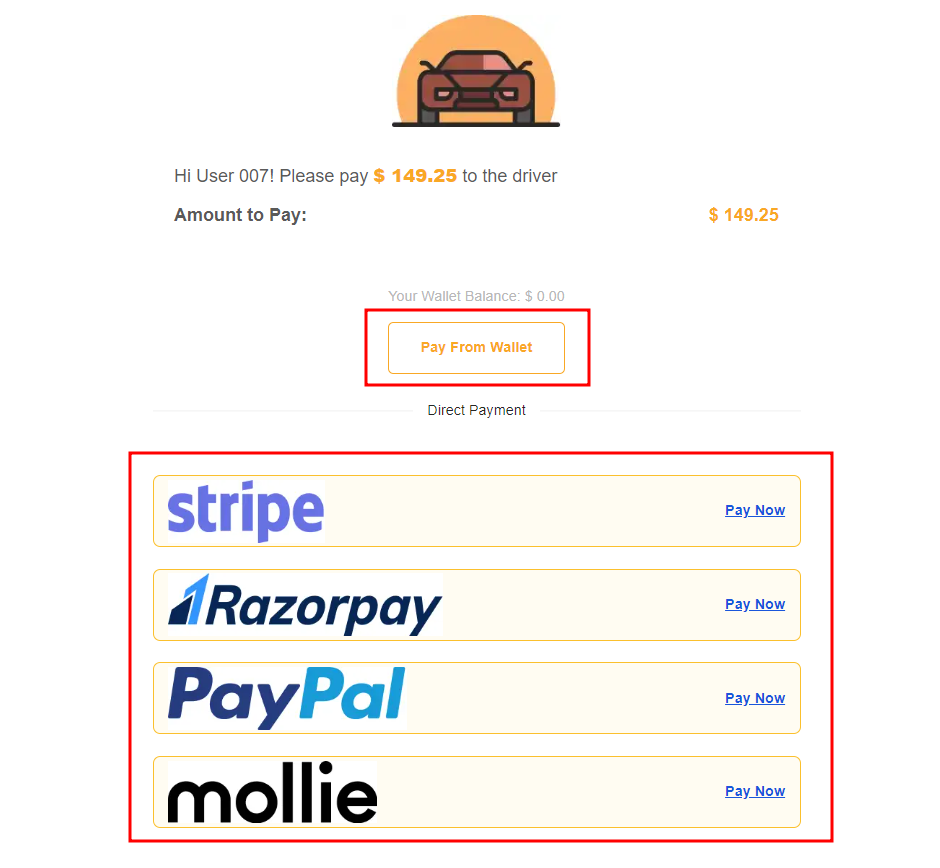 Hi User 007! Please pay $ 149.25 to the driver
Amount to Pay: $ 149.25
Your Wallet Balance: $ 0.00
Pay From Wallet
Direct Payment
stripe Pay Now
Razorpay Pay Now
PayPal Pay Now
mollie Pay Now